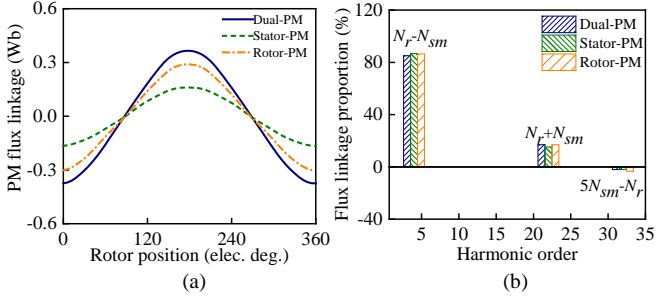 PM flux linkage (Wb)
0.6
0.3
0.0
-0.3
-0.6
Dual-PM
Stator-PM
Rotor-PM
0 120 240 360
Rotor position (elec. deg.)
(a)
Flux linkage proportion (%)
120
80
40
0
-40
Dual-PM
Stator-PM
Rotor-PM
Nr-Nsm
Nr+Nsm
5Nsm-Nr
5 10 15 20 25 30 35
Harmonic order
(b)